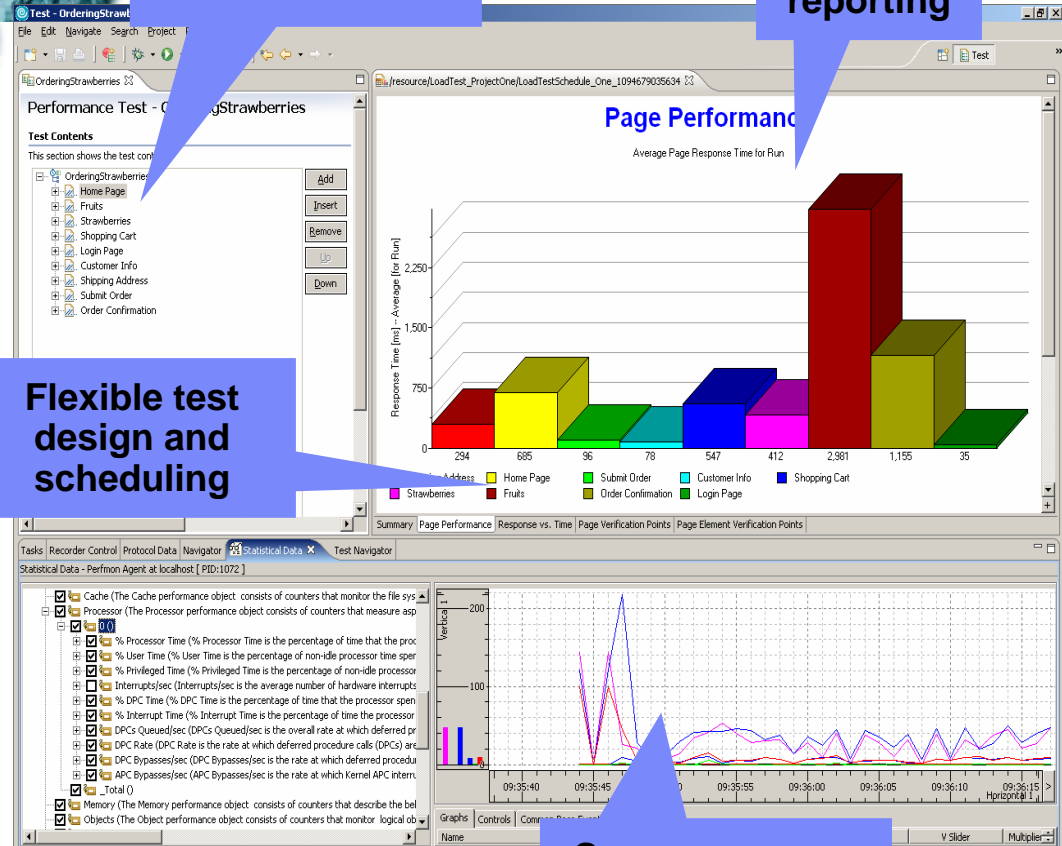 reporting
Test - OrderingStrawb
File Edit Navigate Search Project
Test
OrderingStrawberries
/resource/LoadTest_ProjectOne/LoadTestSchedule_One_1094679035634
Performance Test - O gStrawberries
Test Contents
This section shows the test cont
OrderingStrawberries
Home Page
Fruits
Strawberries
Shopping Cart
Login Page
Customer Info
Shipping Address
Submit Order
Order Confirmation
Add
Insert
Remove
Up
Down
Page Performanc
Average Page Response Time for Run
Response Time [ms] -- Average [for Run]
2,250
1,500
750
0
294 685 96 78 547 412 2,981 1,155 35
Address Home Page Submit Order Customer Info Shopping Cart
Strawberries Fruits Order Confirmation Login Page
Flexible test
design and
scheduling
Summary Page Performance Response vs. Time Page Verification Points Page Element Verification Points
Tasks Recorder Control Protocol Data Navigator Statistical Data Test Navigator
Statistical Data - Perfmon Agent at localhost [ PID:1072 ]
Cache (The Cache performance object consists of counters that monitor the file sys
Processor (The Processor performance object consists of counters that measure asp
0 ()
% Processor Time (% Processor Time is the percentage of time that the proc
% User Time (% User Time is the percentage of non-idle processor time sper
% Privileged Time (% Privileged Time is the percentage of non-idle processor
Interrupts/sec (Interrupts/sec is the average number of hardware interrupts
% DPC Time (% DPC Time is the percentage of time that the processor spen
% Interrupt Time (% Interrupt Time is the percentage of time the processor
DPCs Queued/sec (DPCs Queued/sec is the overall rate at which deferred pr
DPC Rate (DPC Rate is the rate at which deferred procedure calls (DPCs) are
DPC Bypasses/sec (DPC Bypasses/sec is the rate at which deferred procedu
APC Bypasses/sec (APC Bypasses/sec is the rate at which Kernel APC interru
_Total ()
Memory (The Memory performance object consists of counters that describe the bel
Objects (The Object performance object consists of counters that monitor logical ob
Vertical 1
200
100
0
09:35:40 09:35:45 09:35:50 09:35:55 09:36:00 09:36:05 09:36:10 09:36:15
Horizontal 1
Graphs Controls
Name V Slider Multiplier